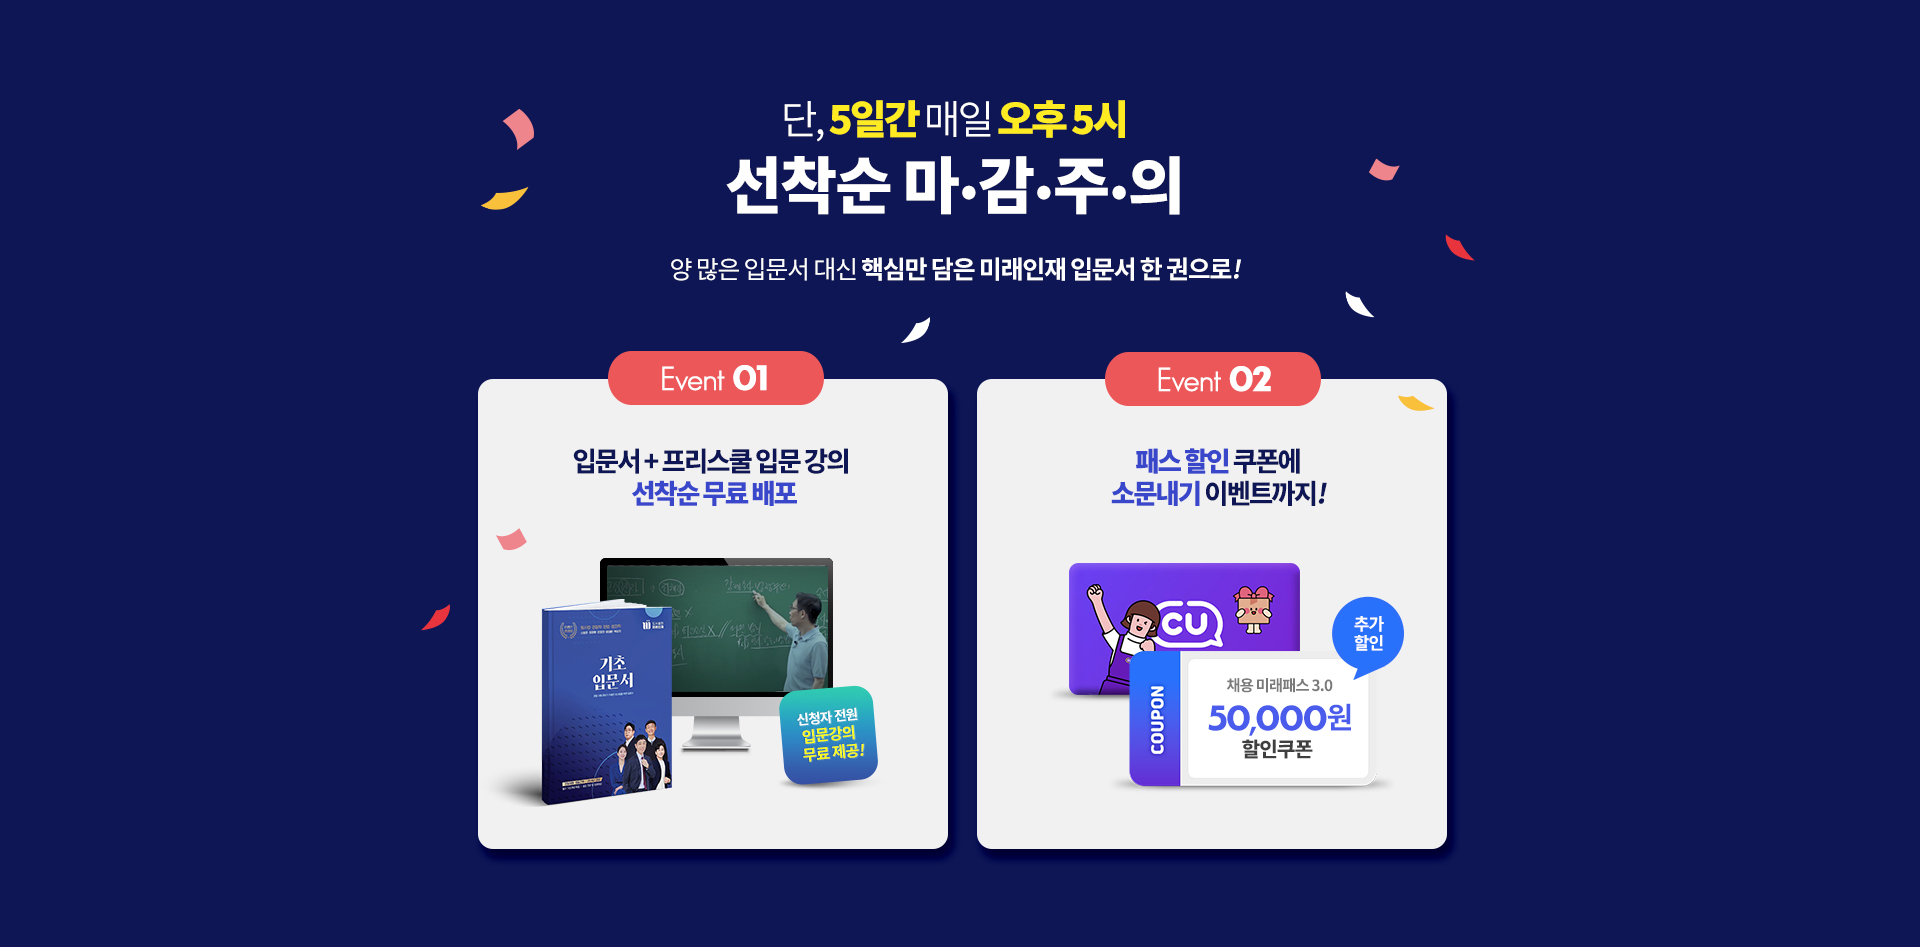 단, 5일간 매일 오후 5시
선착순 마·감·주·의
양 많은 입문서 대신 핵심만 담은 미래인재 입문서 한 권으로!
Event 01
입문서 + 프리스쿨 입문 강의
선착순 무료 배포
기초
입문서
신청자 전원
입문강의
무료 제공!
Event 02
패스 할인 쿠폰에
소문내기 이벤트까지!
CU
추가
할인
COUPON
채용 미래패스 3.0
50,000원
할인쿠폰